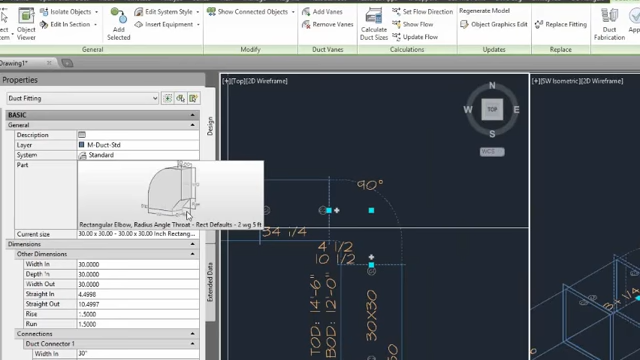 Isolate Objects
Edit System Style
Show Connected Objects
Add Vanes
Set Flow Direction
Regenerate Model
Object
Viewer
Edit In Section
Add
Selected
Insert Equipment
Remove Vanes
Calculate
Duct Sizes
Show Flow
Update Flow
Object Graphics Edit
Replace Fitting
Duct
Fabrication
General
Modify
Duct Vanes
Calculations
Updates
Replace
Drawing1*
Properties
[Top][2D Wireframe]
[SW Isometric][2D Wireframe]
Duct Fitting
BASIC
General
Description
Layer M-Duct-Std
System Standard
Part
Rectangular Elbow, Radius Angle Throat - Rect Defaults - 2 wg 5 ft
Current size 30.00 x 30.00 - 30.00 x 30.00 Inch Rectang...
Dimensions
Other Dimensions
Width In 30.0000
Depth In 30.0000
Width Out 30.0000
Straight In 4.4998
Straight Out 10.4997
Rise 1.5000
Run 1.5000
Connections
Duct Connector 1
Width In 30"
Design
Extended Data
N
W
TOP
E
S
WCS
90°
34 1/4
4 1/2
10 1/2
TOD: 14'-6"
BOD: 12'-0"
30X30
34 1/4